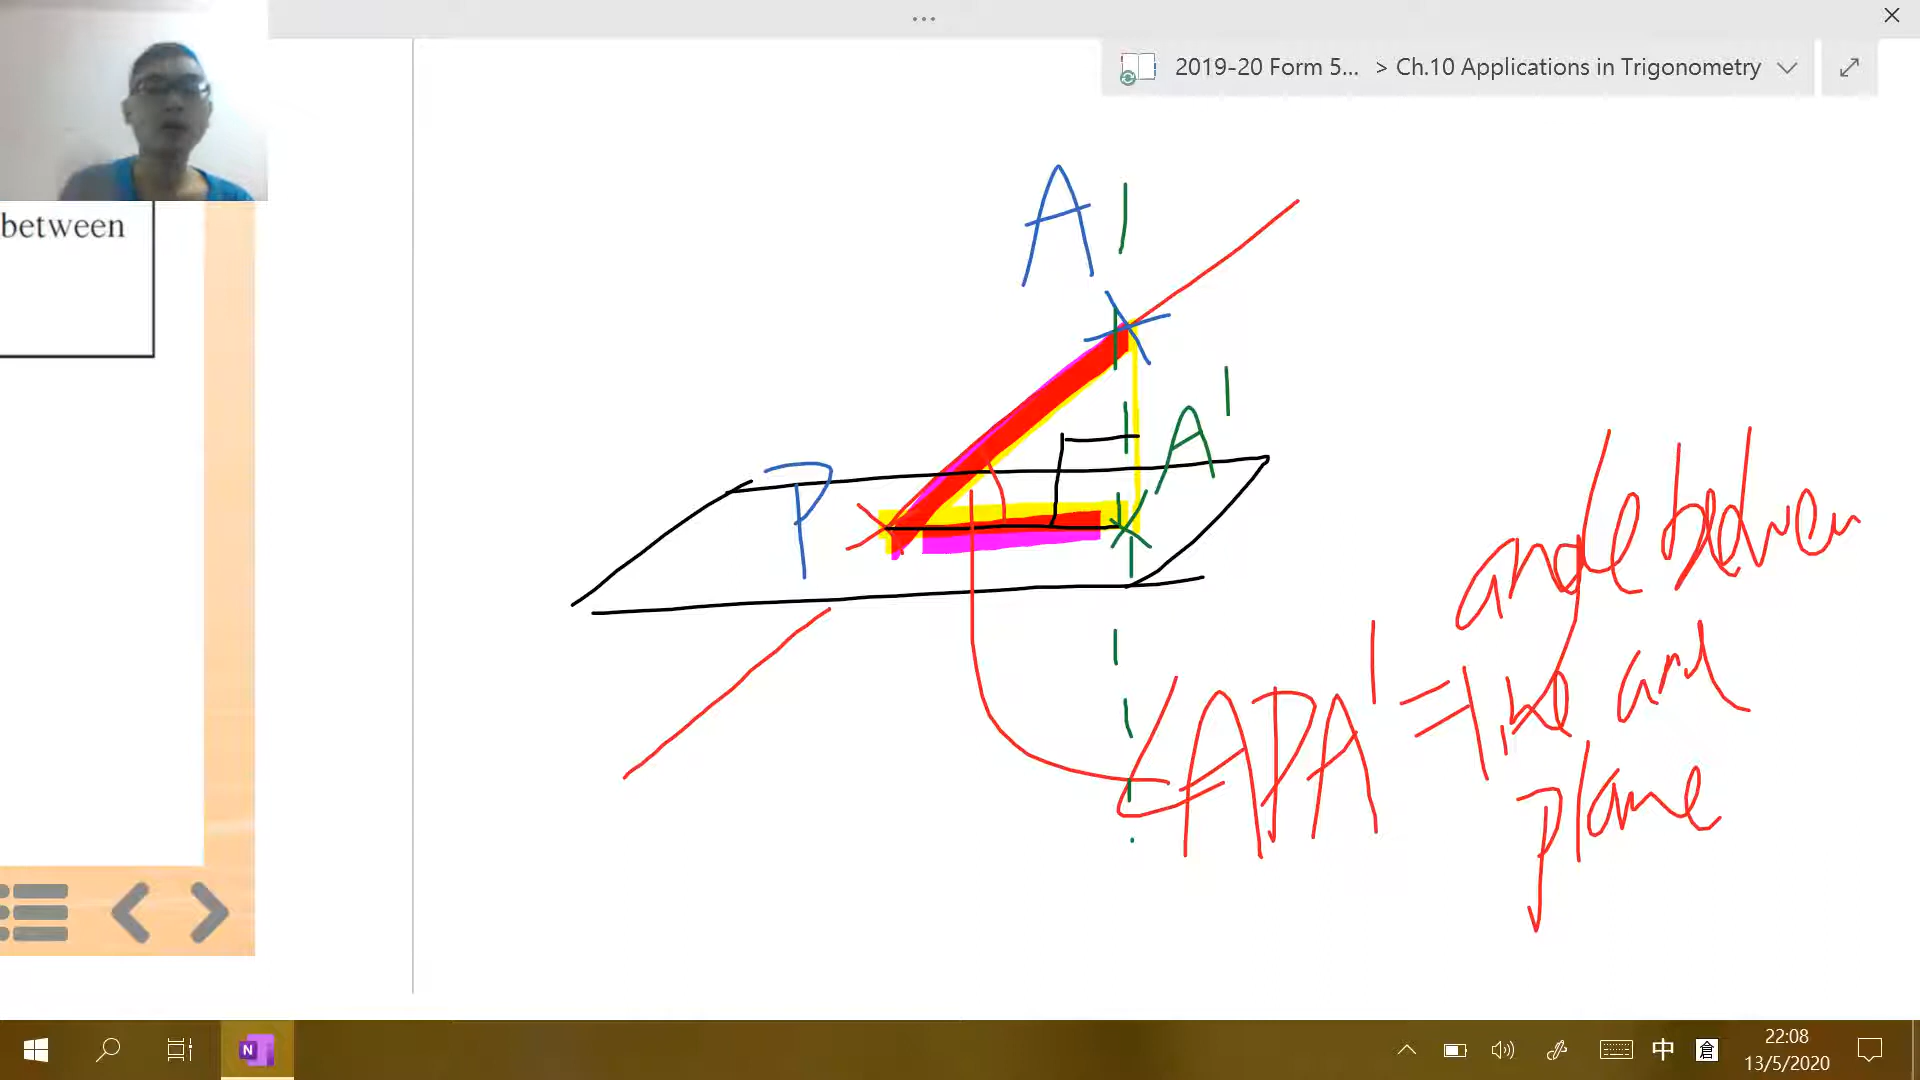 2019-20 Form 5... > Ch.10 Applications in Trigonometry
between
A
A'
P
∠APA' = angle between
line and
plane
N
中 倉
22:08
13/5/2020